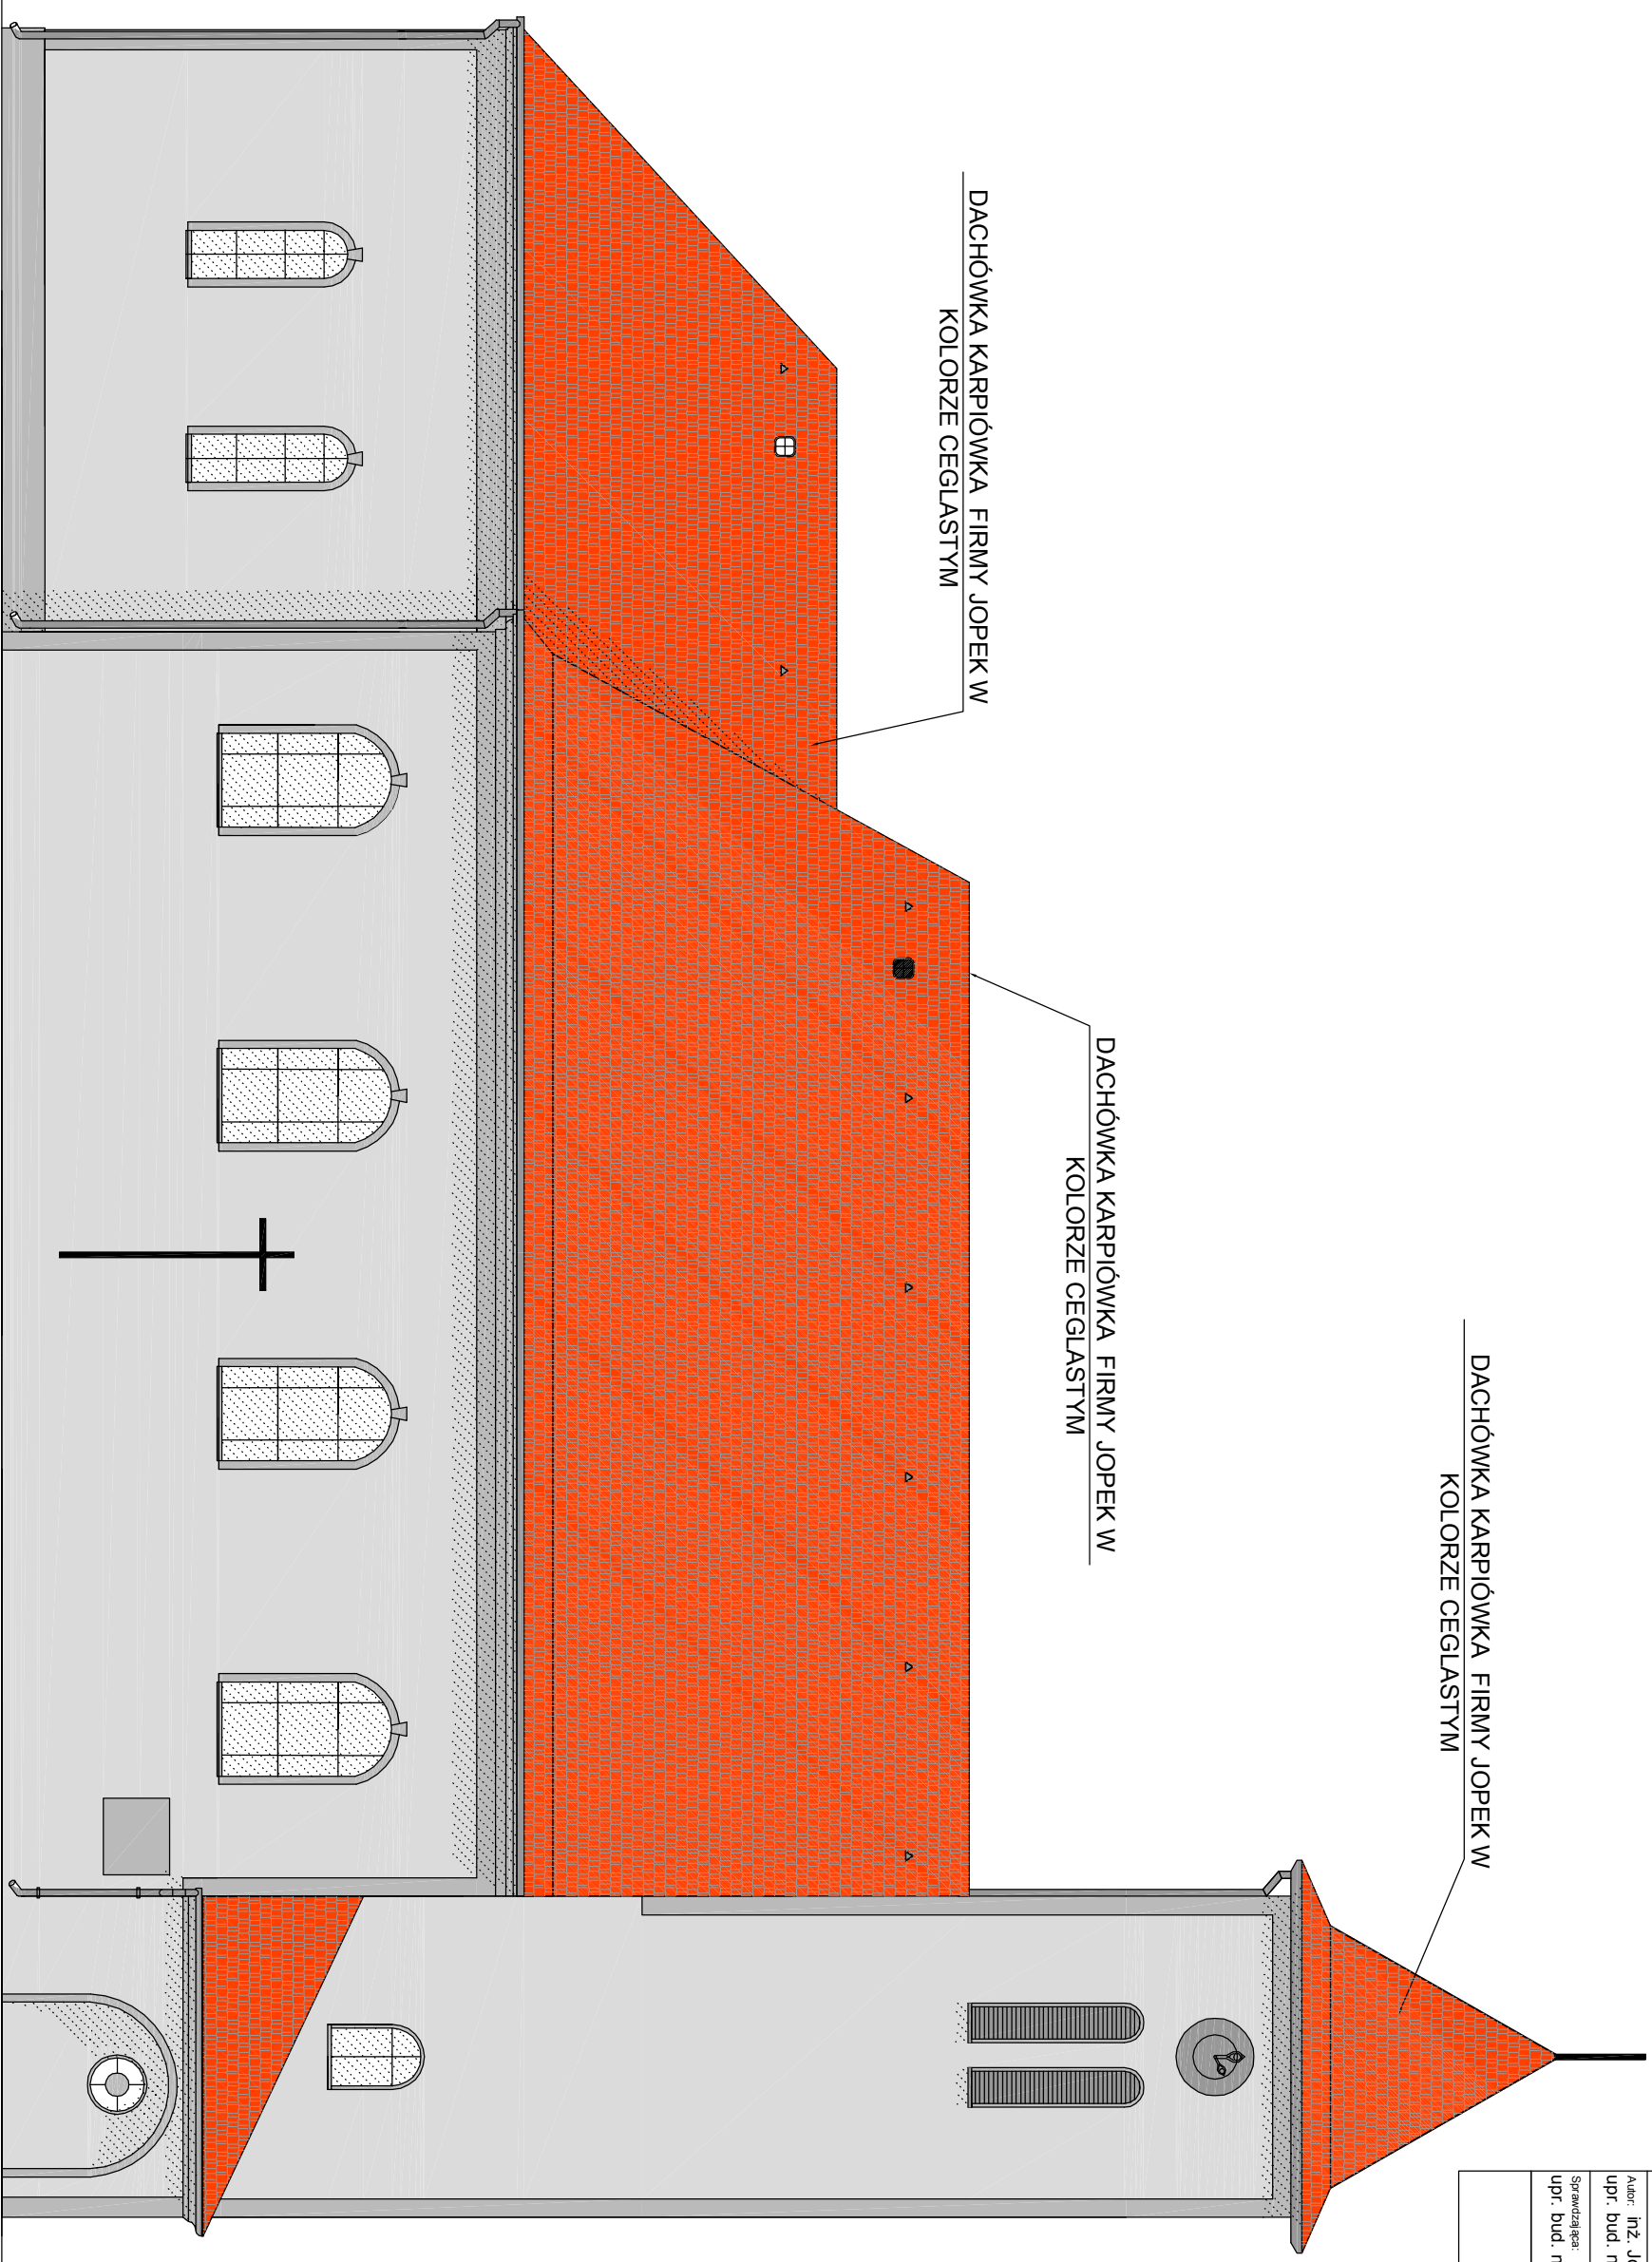 DACHÓWKA KARPIÓWKA FIRMY JOPEK W
KOLORZE CEGLASTYM
DACHÓWKA KARPIÓWKA FIRMY JOPEK W
KOLORZE CEGLASTYM
DACHÓWKA KARPIÓWKA FIRMY JOPEK W
KOLORZE CEGLASTYM
Autor: inż.
upr. bud.
Sprawdzająca:
upr. bud.